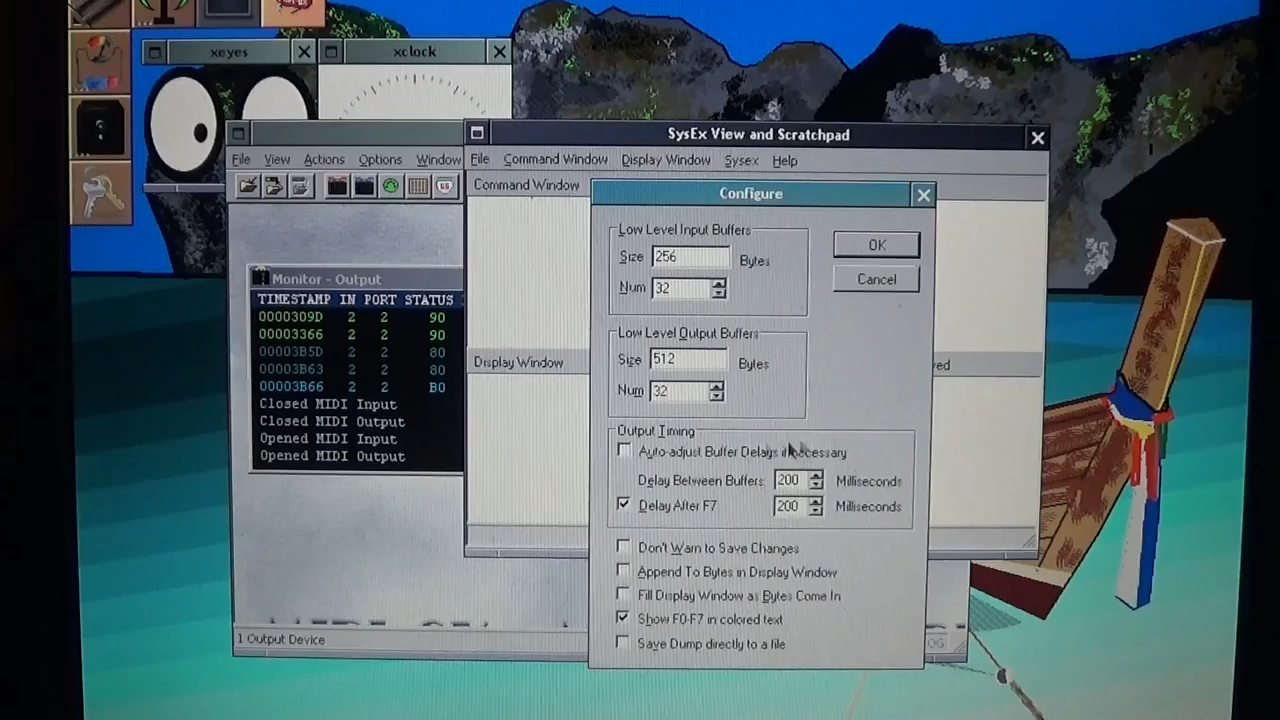 xeyes
xclock
SysEx View and Scratchpad
File View Actions Options Window
File Command Window Display Window Sysex Help
Command Window
Configure
Low Level Input Buffers
Size 256 Bytes
Num 32
OK
Cancel
Monitor - Output
TIMESTAMP IN PORT STATUS
0000309D 2 2 90
00003366 2 2 90
00003B5D 2 2 80
00003B63 2 2 80
00003B66 2 2 B0
Closed MIDI Input
Closed MIDI Output
Opened MIDI Input
Opened MIDI Output
Low Level Output Buffers
Size 512 Bytes
Num 32
Display Window
Output Timing
Auto-adjust Buffer Delays if necessary
Delay Between Buffers: 200 Milliseconds
Delay After F7 200 Milliseconds
Don't Warn to Save Changes
Append To Bytes in Display Window
Fill Display Window as Bytes Come In
Show F0-F7 in colored text
Save Dump directly to a file
1 Output Device